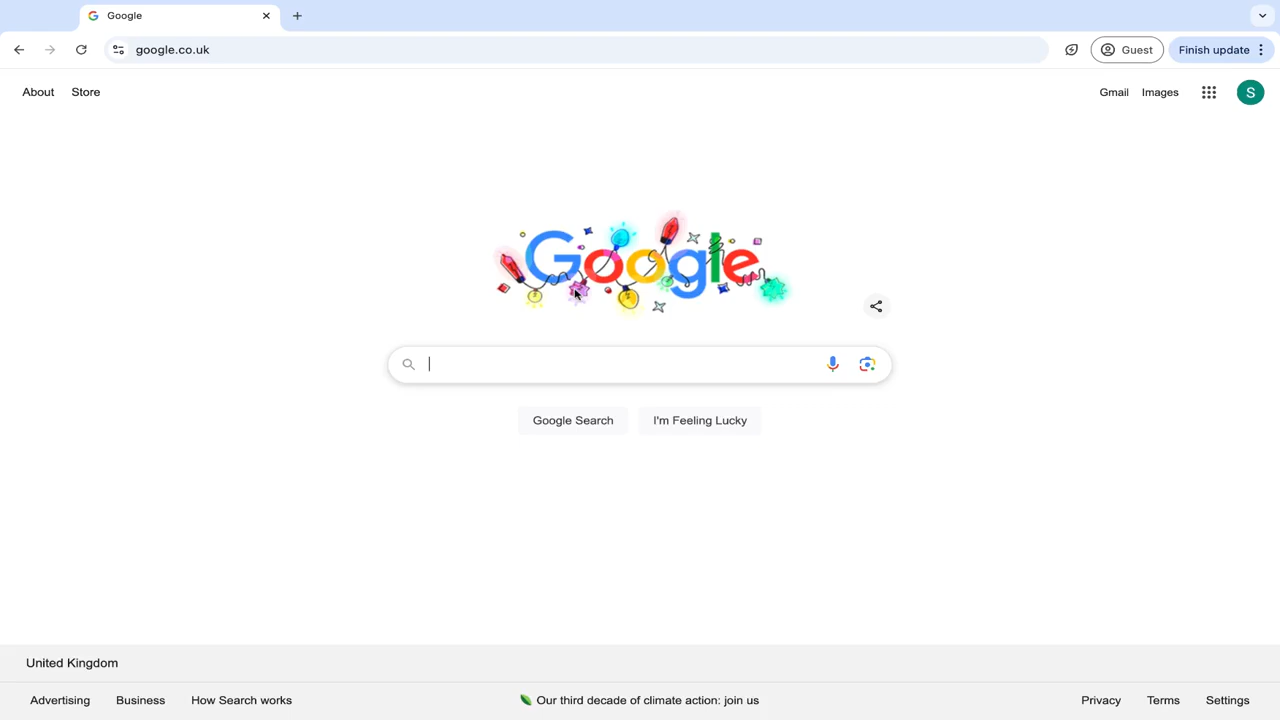 Google
google.co.uk
Guest
Finish update
About
Store
Gmail
Images
S
Google
Google Search
I'm Feeling Lucky
United Kingdom
Advertising
Business
How Search works
Our third decade of climate action: join us
Privacy
Terms
Settings